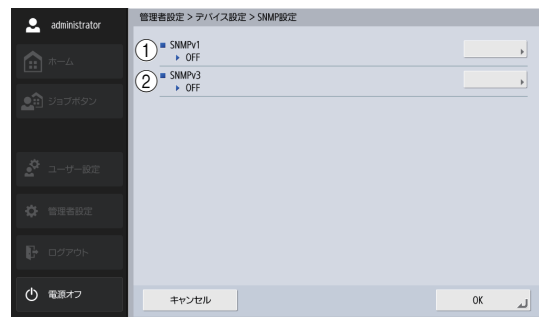 administrator
管理者設定 > デバイス設定 > SNMP設定
① ■ SNMPv1
▶ OFF
② ■ SNMPv3
▶ OFF
ホーム
ジョブボタン
ユーザー設定
管理者設定
ログアウト
電源オフ
キャンセル
OK